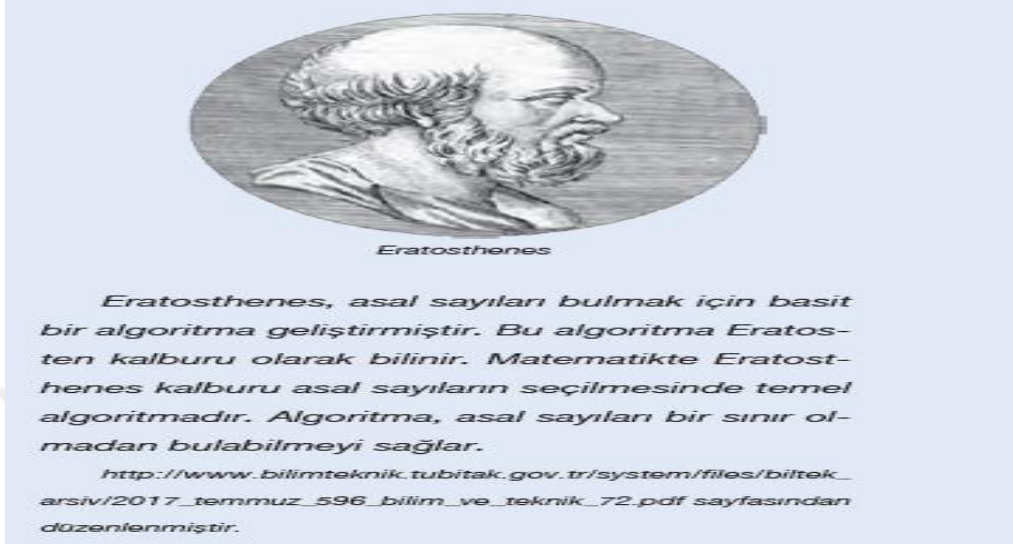 Eratosthenes
Eratosthenes, asal sayıları bulmak için basit
bir algoritma geliştirmiştir. Bu algoritma Eratos-
ten kalburu olarak bilinir. Matematikte Eratost-
henes kalburu asal sayıların seçilmesinde temel
algoritmadır. Algoritma, asal sayıları bir sınır ol-
madan bulabilmeyi sağlar.
http://www.bilimteknik.tubitak.gov.tr/system/files/biltek_
arsiv/2017_temmuz_596_bilim_ve_teknik_72.pdf sayfasından
düzenlenmiştir.